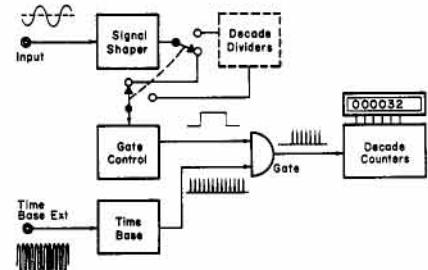 Signal
Shaper
Decade
Dividers
Input
000032
Gate
Control
Gate
Decade
Counters
Time
Base Ext
Time
Base